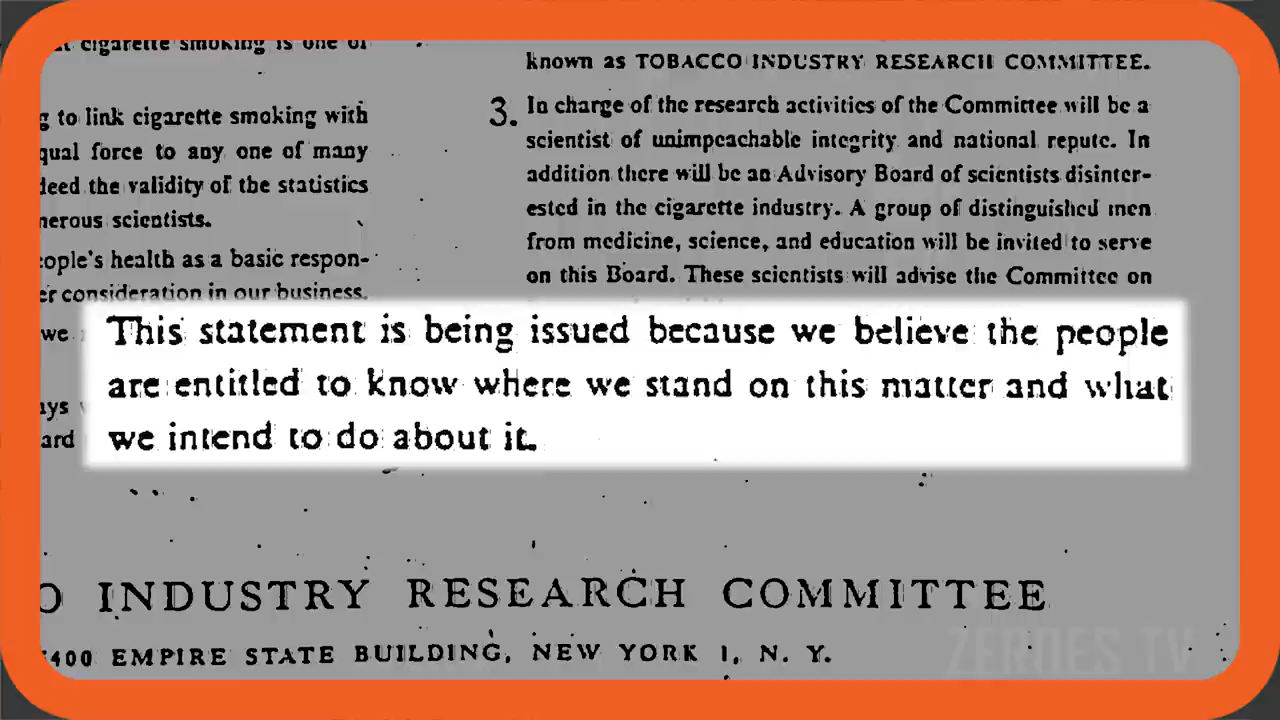 cigarette smoking is one of
g to link cigarette smoking with
qual force to any one of many
deed the validity of the statistics
nerous scientists.
eople's health as a basic respon-
er consideration in our business.
we
ays
ard
known as TOBACCO INDUSTRY RESEARCH COMMITTEE.
3. In charge of the research activities of the Committee will be a
scientist of unimpeachable integrity and national repute. In
addition there will be an Advisory Board of scientists disinter-
ested in the cigarette industry. A group of distinguished men
from medicine, science, and education will be invited to serve
on this Board. These scientists will advise the Committee on
This statement is being issued because we believe the people
are entitled to know where we stand on this matter and what
we intend to do about it.
O INDUSTRY RESEARCH COMMITTEE
5400 EMPIRE STATE BUILDING, NEW YORK 1, N. Y.
ZEROES TV